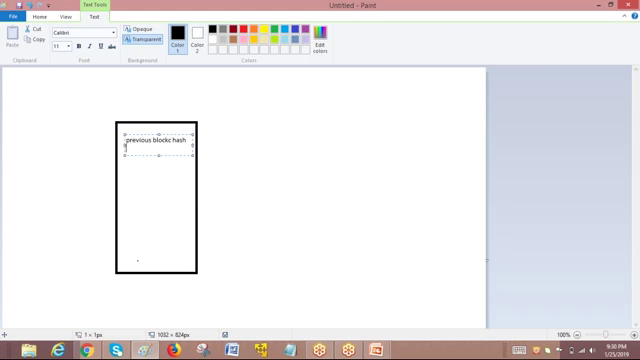 Text Tools
Untitled - Paint
File
Home
View
Text
Paste
Cut
Copy
Clipboard
Calibri
11
B I U abc
Font
Opaque
Transparent
Background
Color 1
Color 2
Colors
Edit colors
previous blockc hash
1 × 1px
1032 × 824px
100%
9:30 PM
1/25/2019